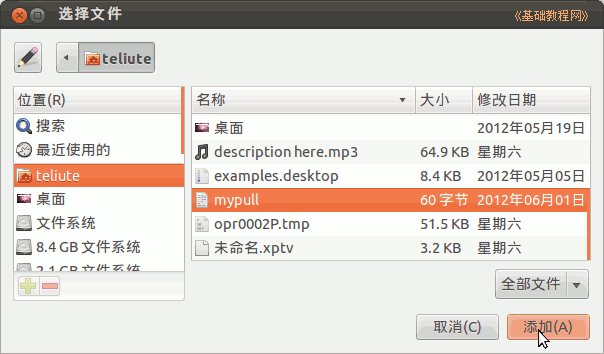 选择文件
《基础教程网》
teliute
位置(R)
名称 大小 修改日期
搜索
最近使用的
teliute
桌面
文件系统
8.4 GB 文件系统
2.1 GB 文件系统
桌面 2012年05月19日
description here.mp3 64.9 KB 星期六
examples.desktop 8.4 KB 2012年05月05日
mypull 60 字节 2012年06月01日
opr0002P.tmp 51.5 KB 星期六
未命名.xptv 3.2 KB 星期六
全部文件
取消(C) 添加(A)